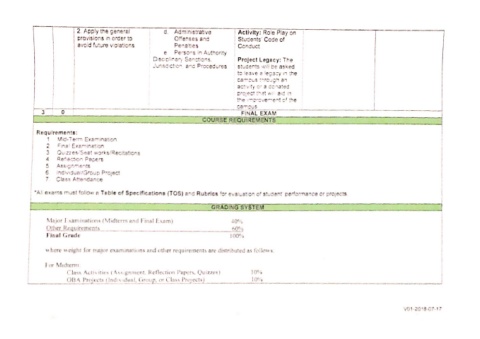 2. Apply the general provisions in order to avoid future violations
d. Administrative Offenses and Penalties
e. Persons in Authority
Disciplinary Sanctions, Jurisdiction and Procedures
Activity: Role Play on Students Code of Conduct
Project Legacy: The students will be asked to leave a legacy in the campus through an activity or a donated project that will aid in the improvement of the campus
3 0 FINAL EXAM
COURSE REQUIREMENTS
Requirements:
1 Mid-Term Examination
2 Final Examination
3 Quizzes/Seat works/Recitations
4 Reflection Papers
5 Assignments
6 Individual/Group Project
7 Class Attendance
*All exams must follow a Table of Specifications (TOS) and Rubrics for evaluation of student performance or projects
GRADING SYSTEM
Major Examinations (Midterm and Final Exam) 40%
Other Requirements 60%
Final Grade 100%
where weight for major examinations and other requirements are distributed as follows.
For Midterm:
Class Activities (Assignment, Reflection Papers, Quizzes) 10%
OBA Projects (Individual, Group, or Class Projects) 10%
V01-2018-07-17